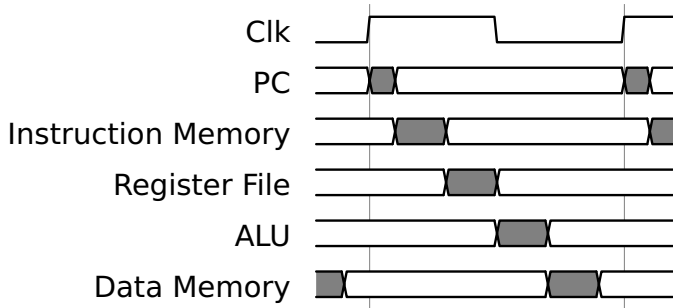 Clk
PC
Instruction Memory
Register File
ALU
Data Memory